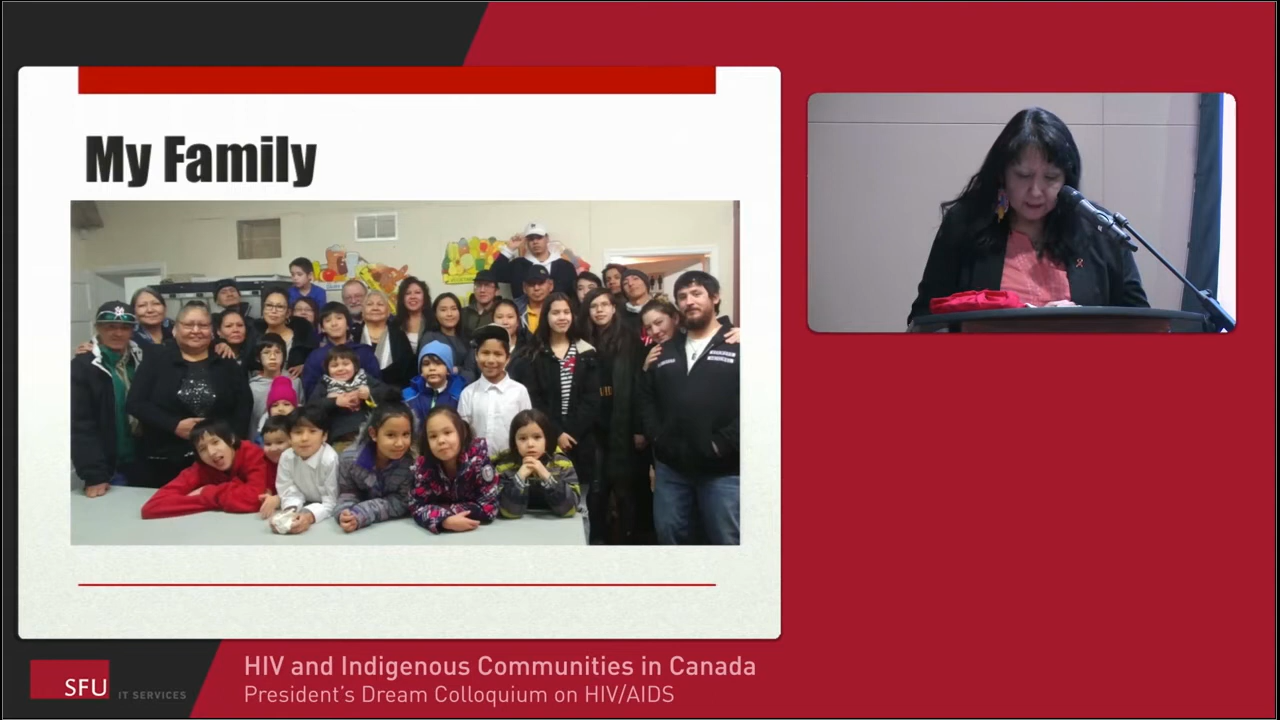 My Family
SFU
IT SERVICES
HIV and Indigenous Communities in Canada
President's Dream Colloquium on HIV/AIDS